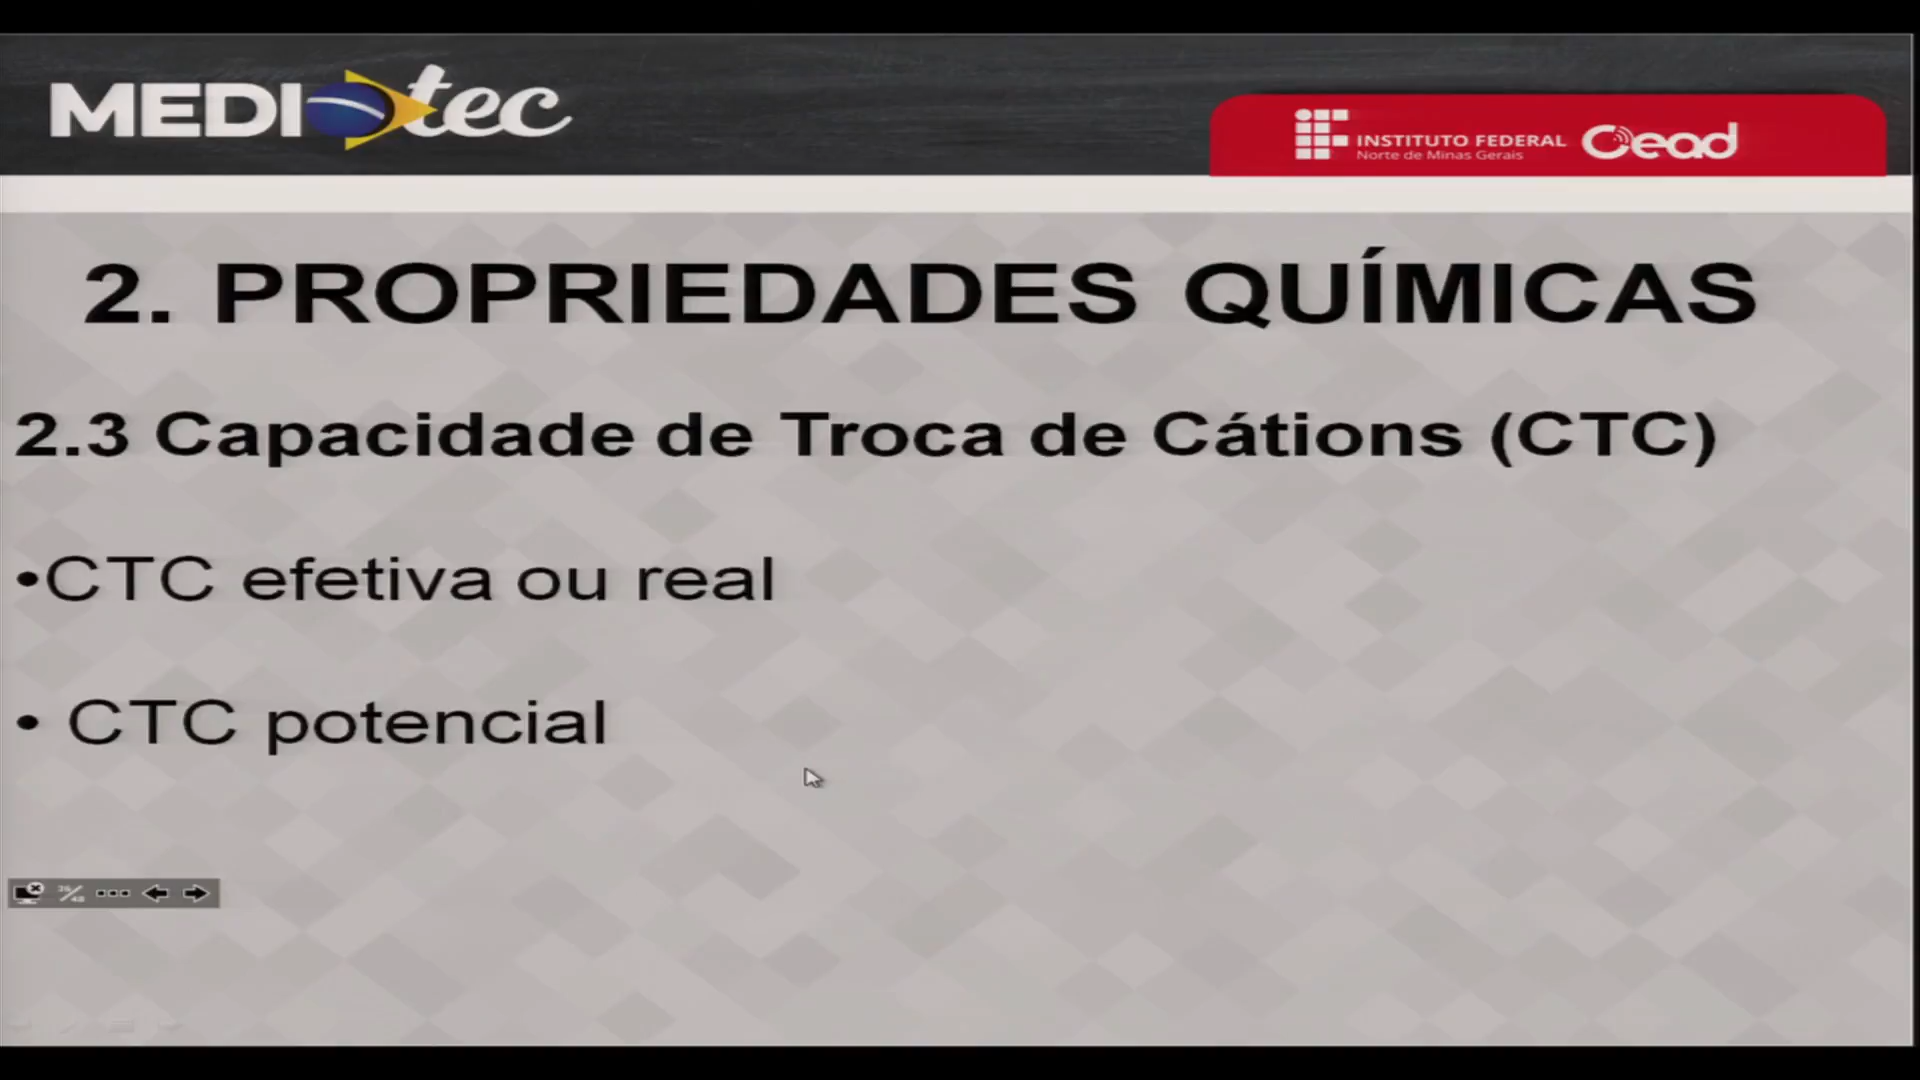 MEDIOtec
INSTITUTO FEDERAL
Norte de Minas Gerais
Cead
2. PROPRIEDADES QUÍMICAS
2.3 Capacidade de Troca de Cátions (CTC)
•CTC efetiva ou real
• CTC potencial